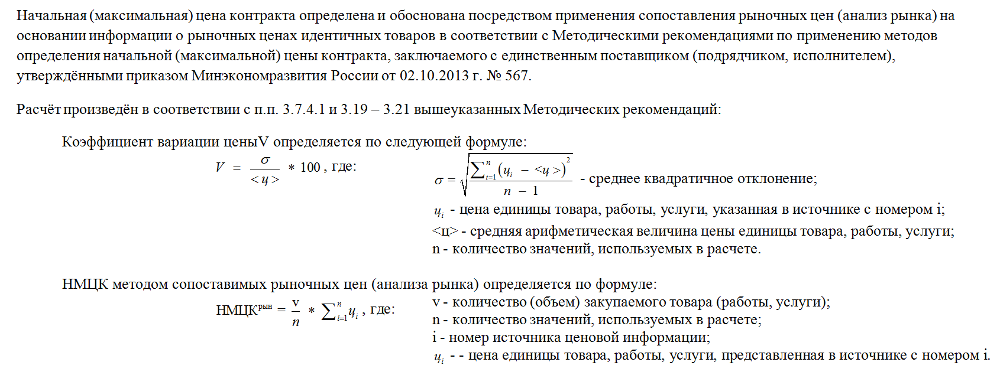 Начальная (максимальная) цена контракта определена и обоснована посредством применения сопоставления рыночных цен (анализ рынка) на
основании информации о рыночных ценах идентичных товаров в соответствии с Методическими рекомендациями по применению методов
определения начальной (максимальной) цены контракта, заключаемого с единственным поставщиком (подрядчиком, исполнителем),
утверждёнными приказом Минэкономразвития России от 02.10.2013 г. № 567.
Расчёт произведён в соответствии с п.п. 3.7.4.1 и 3.19 – 3.21 вышеуказанных Методических рекомендаций:
Коэффициент вариации ценыV определяется по следующей формуле:
V = σ / <ц> * 100 , где:
σ = √(∑ⁿᵢ₌₁(цᵢ – <ц>)² / n – 1) - среднее квадратичное отклонение;
цᵢ - цена единицы товара, работы, услуги, указанная в источнике с номером i;
<ц> - средняя арифметическая величина цены единицы товара, работы, услуги;
n - количество значений, используемых в расчете.
НМЦК методом сопоставимых рыночных цен (анализа рынка) определяется по формуле:
НМЦКрын = v / n * ∑ⁿᵢ₌₁цᵢ , где:
v - количество (объем) закупаемого товара (работы, услуги);
n - количество значений, используемых в расчете;
i - номер источника ценовой информации;
цᵢ - - цена единицы товара, работы, услуги, представленная в источнике с номером i.